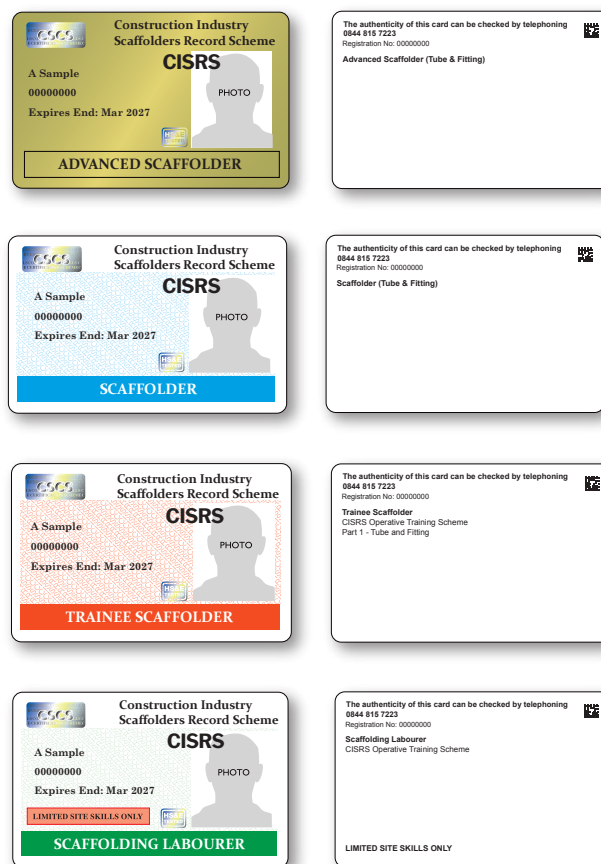 CSCS
Construction Industry
Scaffolders Record Scheme
CISRS
A Sample
00000000
PHOTO
Expires End: Mar 2027
HS&E
TESTED
ADVANCED SCAFFOLDER
The authenticity of this card can be checked by telephoning
0844 815 7223
Registration No: 00000000
Advanced Scaffolder (Tube & Fitting)
CSCS
Construction Industry
Scaffolders Record Scheme
CISRS
A Sample
00000000
PHOTO
Expires End: Mar 2027
HS&E
TESTED
SCAFFOLDER
The authenticity of this card can be checked by telephoning
0844 815 7223
Registration No: 00000000
Scaffolder (Tube & Fitting)
CSCS
Construction Industry
Scaffolders Record Scheme
CISRS
A Sample
00000000
PHOTO
Expires End: Mar 2027
HS&E
TESTED
TRAINEE SCAFFOLDER
The authenticity of this card can be checked by telephoning
0844 815 7223
Registration No: 00000000
Trainee Scaffolder
CISRS Operative Training Scheme
Part 1 - Tube and Fitting
CSCS
Construction Industry
Scaffolders Record Scheme
CISRS
A Sample
00000000
PHOTO
Expires End: Mar 2027
LIMITED SITE SKILLS ONLY
HS&E
TESTED
SCAFFOLDING LABOURER
The authenticity of this card can be checked by telephoning
0844 815 7223
Registration No: 00000000
Scaffolding Labourer
CISRS Operative Training Scheme
LIMITED SITE SKILLS ONLY